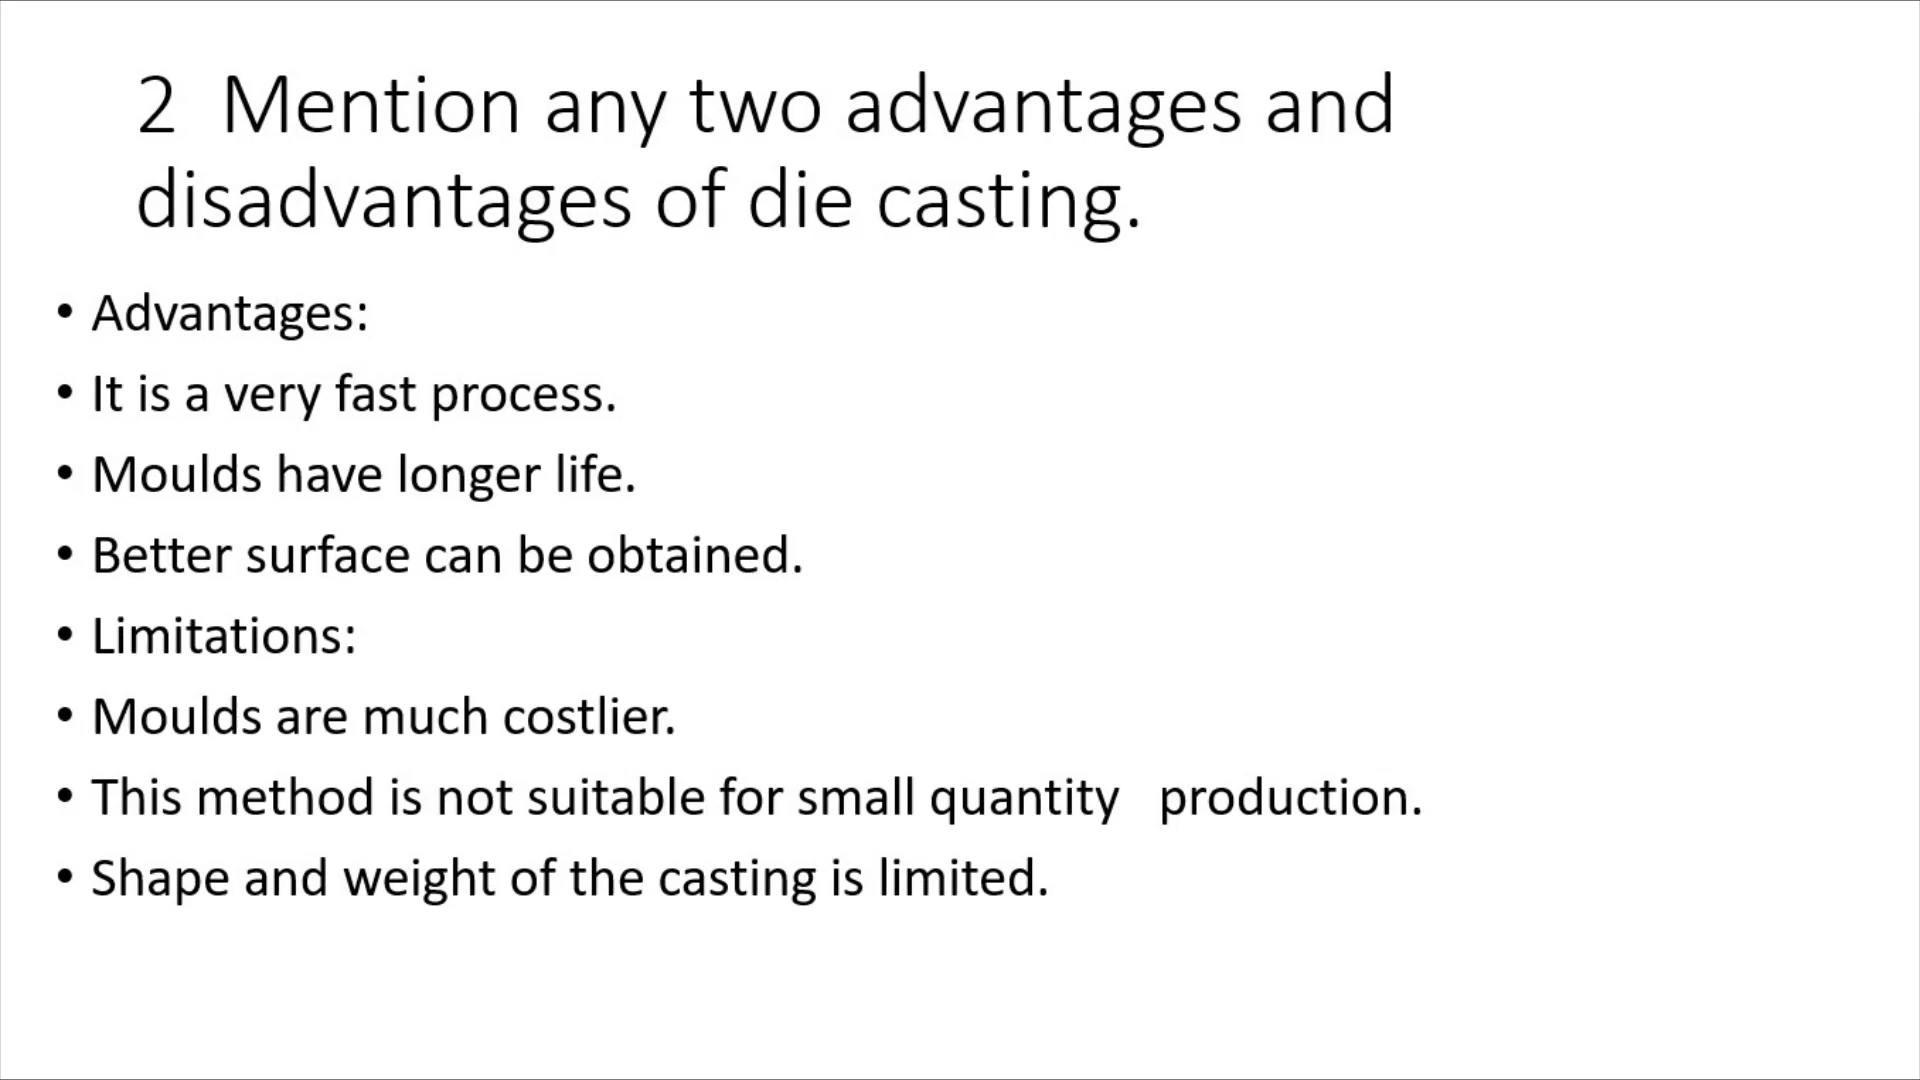 2  Mention any two advantages and
disadvantages of die casting.
• Advantages:
• It is a very fast process.
• Moulds have longer life.
• Better surface can be obtained.
• Limitations:
• Moulds are much costlier.
• This method is not suitable for small quantity   production.
• Shape and weight of the casting is limited.